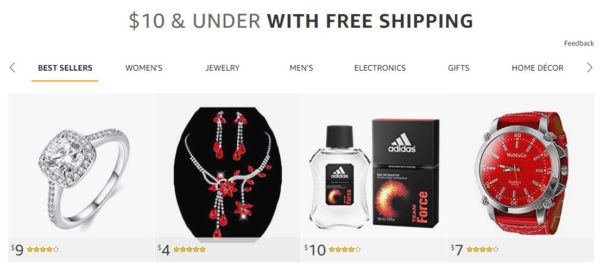 $10 & UNDER WITH FREE SHIPPING
Feedback
BEST SELLERS WOMEN'S JEWELRY MEN'S ELECTRONICS GIFTS HOME DÉCOR
adidas
adidas
TEAM
Force
WoMaGe
$9
$4
$10
$7